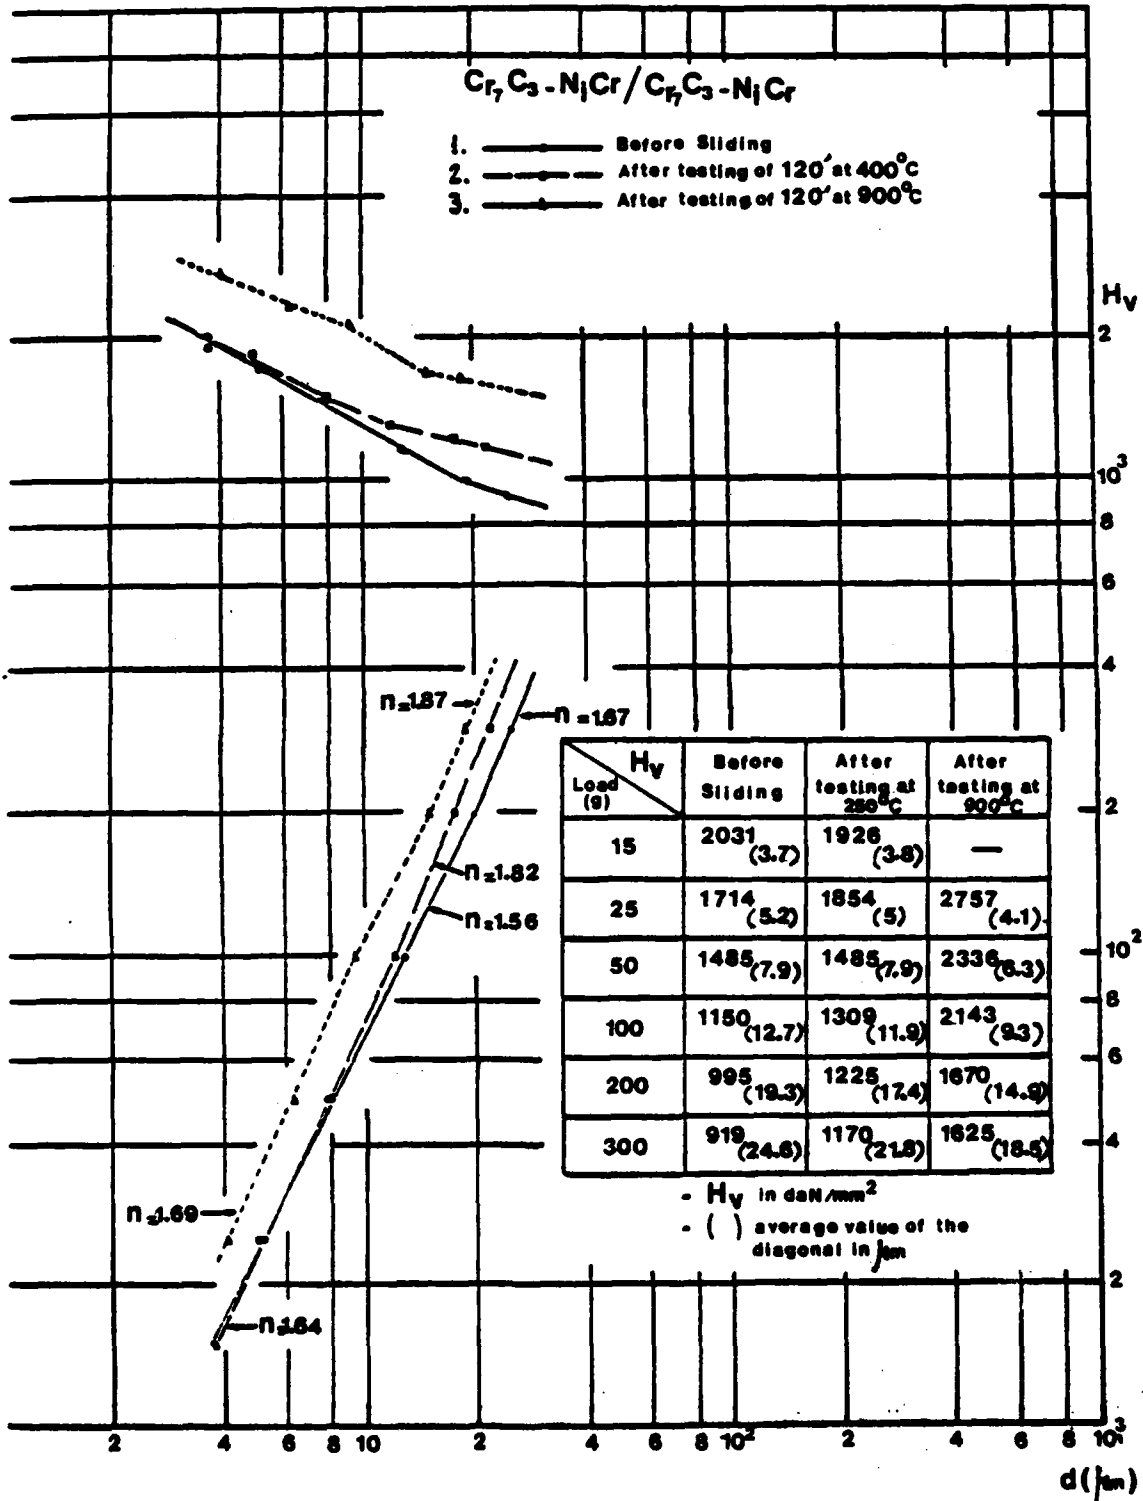 Cr7 C3 - NiCr / Cr7 C3 - NiCr
1. Before Sliding
2. After testing of 120' at 400°C
3. After testing of 120' at 900°C
Hv
2
10³
8
6
4
2
10²
8
6
4
2
n=1.87
n=1.67
n=1.82
n=1.56
n=1.69
n=1.64
Hv
Load (g)
Before Sliding
After testing at 250°C
After testing at 900°C
15 2031 (3.7) 1926 (3.8) —
25 1714 (5.2) 1854 (5) 2757 (4.1)
50 1485 (7.9) 1485 (7.9) 2336 (6.3)
100 1150 (12.7) 1309 (11.9) 2143 (9.3)
200 995 (19.3) 1225 (17.4) 1670 (14.9)
300 919 (24.6) 1170 (21.8) 1625 (18.5)
- Hv in daN/mm²
- ( ) average value of the
diagonal in µm
2 4 6 8 10 2 4 6 8 10² 2 4 6 8 10³
d (µm)